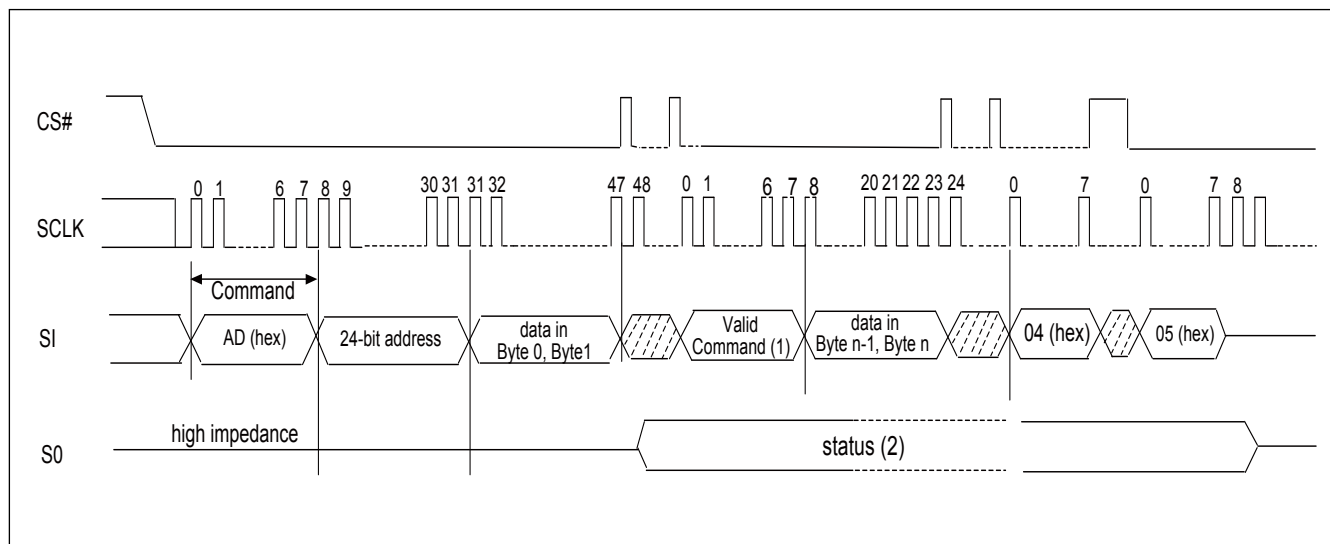 CS#
0 1 6 7 8 9 30 31 31 32 47 48 0 1 6 7 8 20 21 22 23 24 0 7 0 7 8
SCLK
Command
SI
AD (hex)
24-bit address
data in
Byte 0, Byte1
Valid
Command (1)
data in
Byte n-1, Byte n
04 (hex)
05 (hex)
high impedance
S0
status (2)